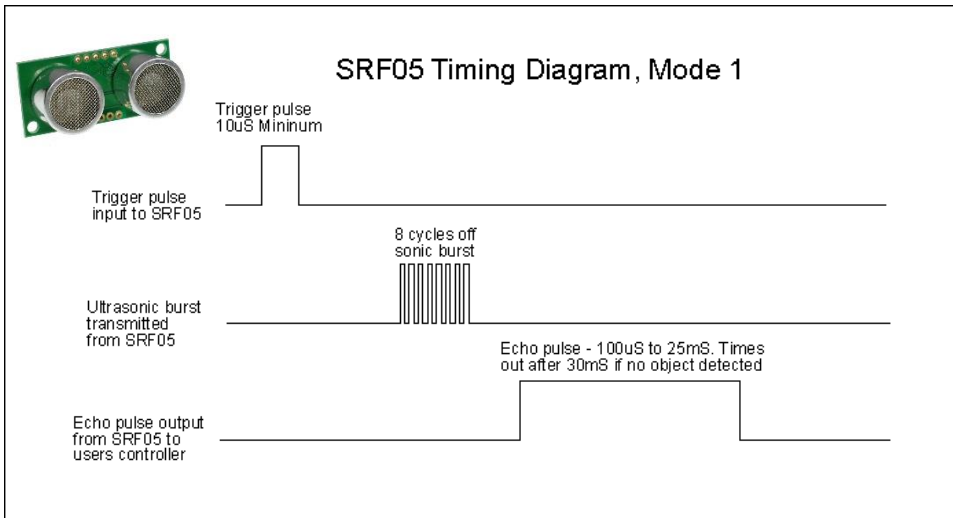 SRF05 Timing Diagram, Mode 1
Trigger pulse
10uS Mininum
Trigger pulse
input to SRF05
8 cycles off
sonic burst
Ultrasonic burst
transmitted
from SRF05
Echo pulse - 100uS to 25mS. Times
out after 30mS if no object detected
Echo pulse output
from SRF05 to
users controller